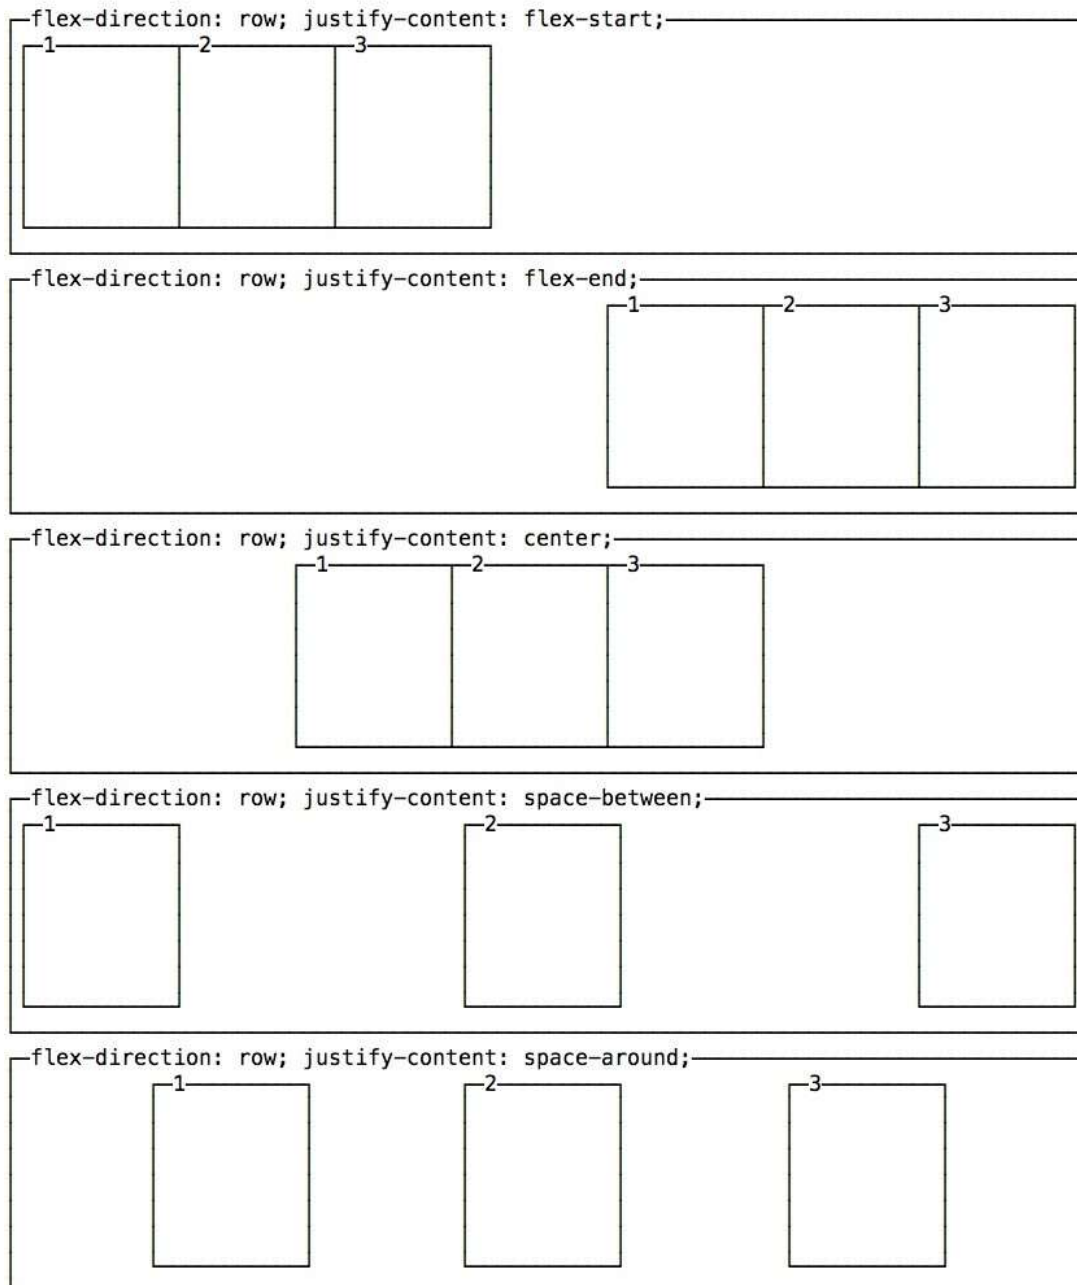 flex-direction: row; justify-content: flex-start;
1 2 3
flex-direction: row; justify-content: flex-end;
1 2 3
flex-direction: row; justify-content: center;
1 2 3
flex-direction: row; justify-content: space-between;
1 2 3
flex-direction: row; justify-content: space-around;
1 2 3